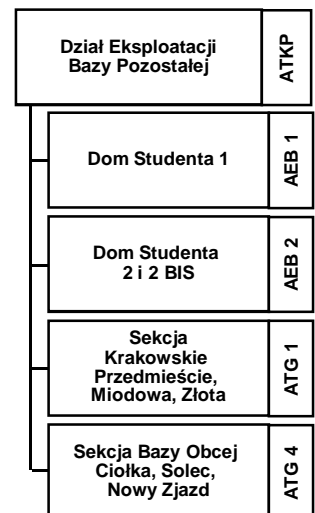 Dział Eksploatacji
Bazy Pozostałej
ATKP
Dom Studenta 1
AEB 1
Dom Studenta
2 i 2 BIS
AEB 2
Sekcja
Krakowskie
Przedmieście,
Miodowa, Złota
ATG 1
Sekcja Bazy Obcej
Ciołka, Solec,
Nowy Zjazd
ATG 4